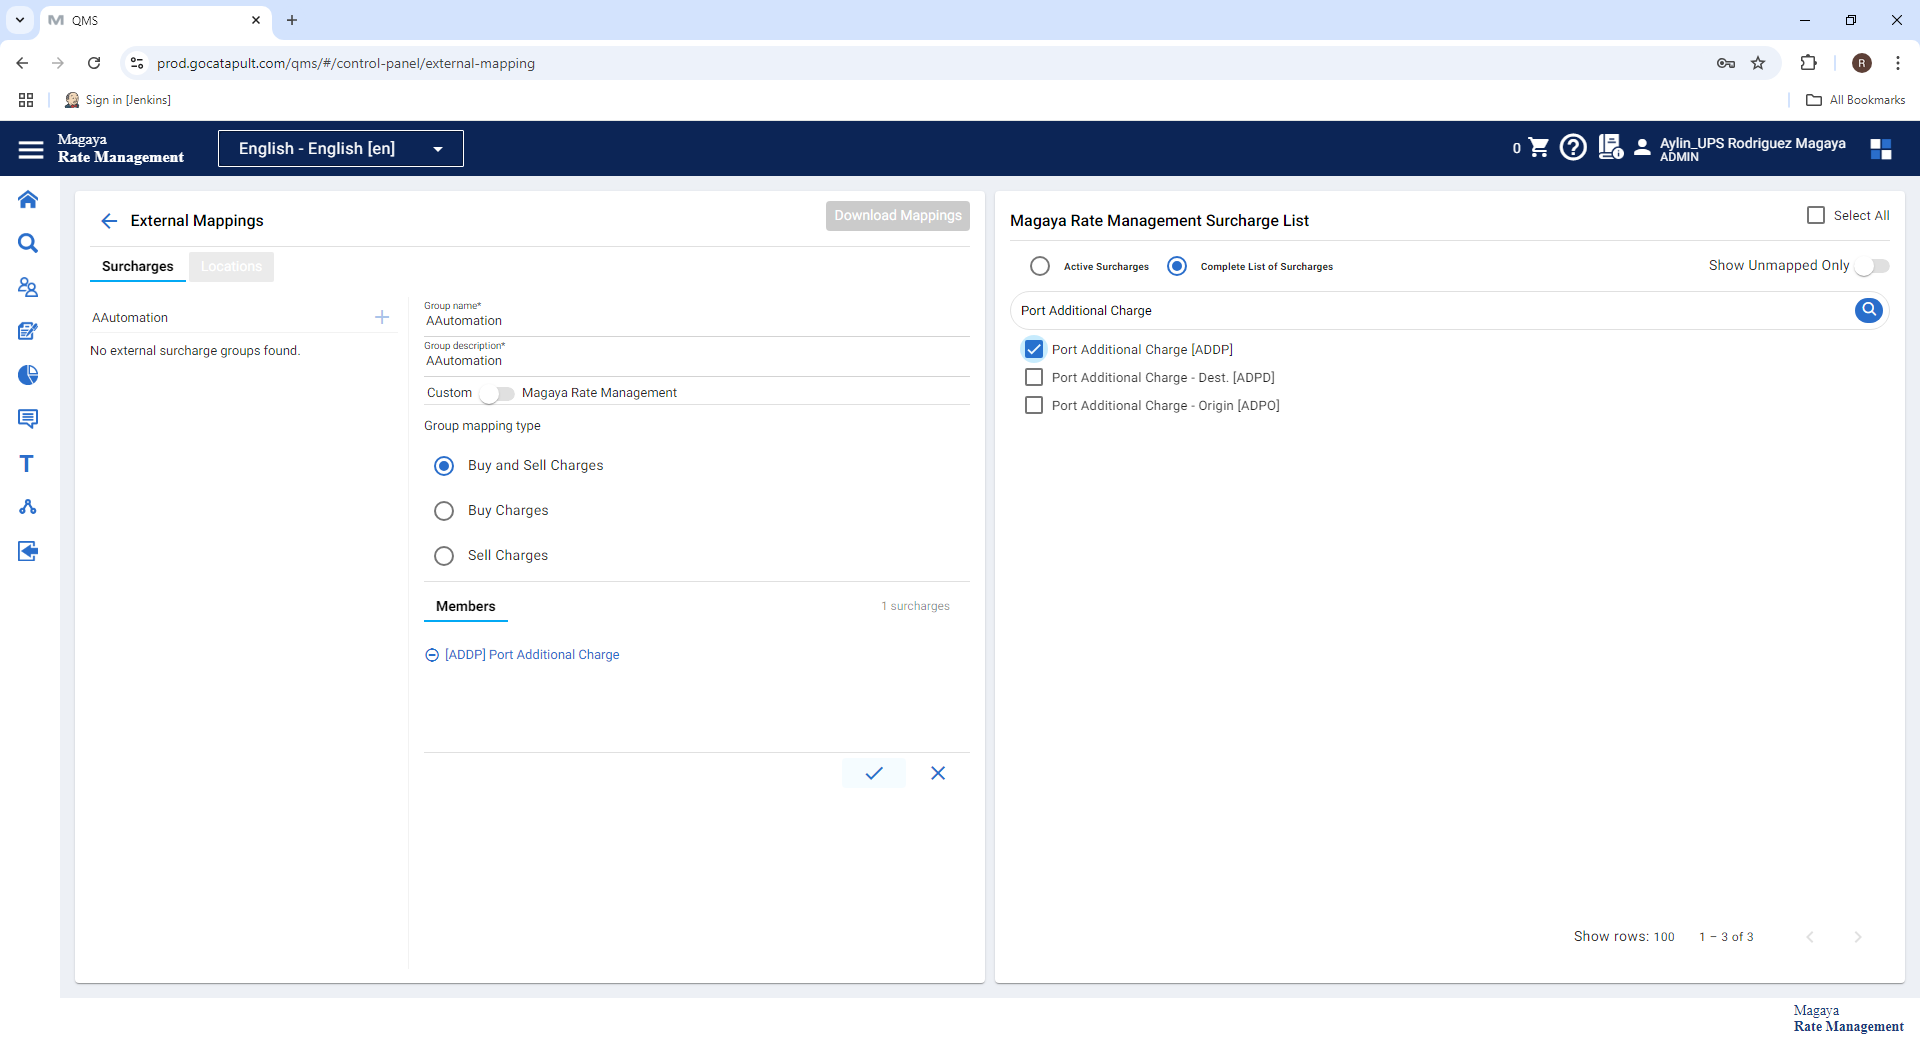 QMS
prod.gocatapult.com/qms/#/control-panel/external-mapping
R
Sign in [Jenkins]
All Bookmarks
Magaya
Rate Management
English - English [en]
0
Aylin_UPS Rodriguez Magaya
ADMIN
External Mappings
Download Mappings
Surcharges
Locations
AAutomation
No external surcharge groups found.
Group name*
AAutomation
Group description*
AAutomation
Custom
Magaya Rate Management
Group mapping type
Buy and Sell Charges
Buy Charges
Sell Charges
Members
1 surcharges
[ADDP] Port Additional Charge
Magaya Rate Management Surcharge List
Select All
Active Surcharges
Complete List of Surcharges
Show Unmapped Only
Port Additional Charge
Port Additional Charge [ADDP]
Port Additional Charge - Dest. [ADPD]
Port Additional Charge - Origin [ADPO]
Show rows: 100
1 – 3 of 3
Magaya
Rate Management